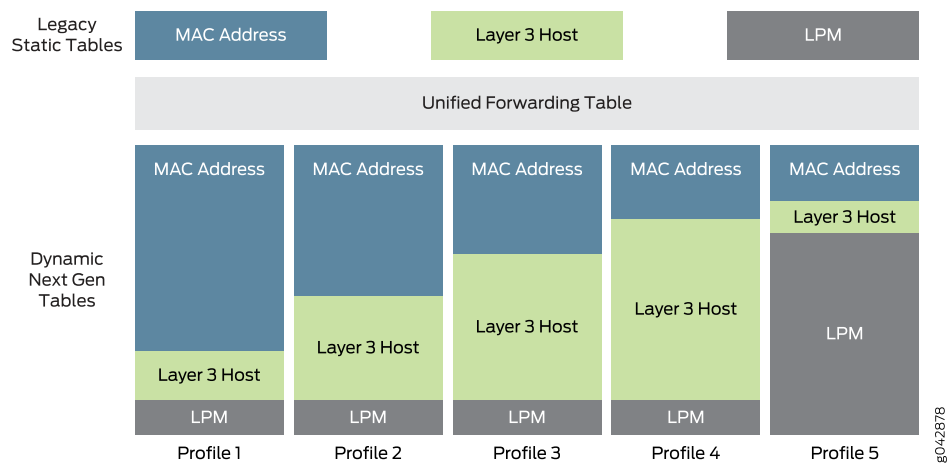 Legacy
Static Tables
MAC Address
Layer 3 Host
LPM
Unified Forwarding Table
Dynamic
Next Gen
Tables
MAC Address
Layer 3 Host
LPM
Profile 1
MAC Address
Layer 3 Host
LPM
Profile 2
MAC Address
Layer 3 Host
LPM
Profile 3
MAC Address
Layer 3 Host
LPM
Profile 4
MAC Address
Layer 3 Host
LPM
Profile 5
g042878